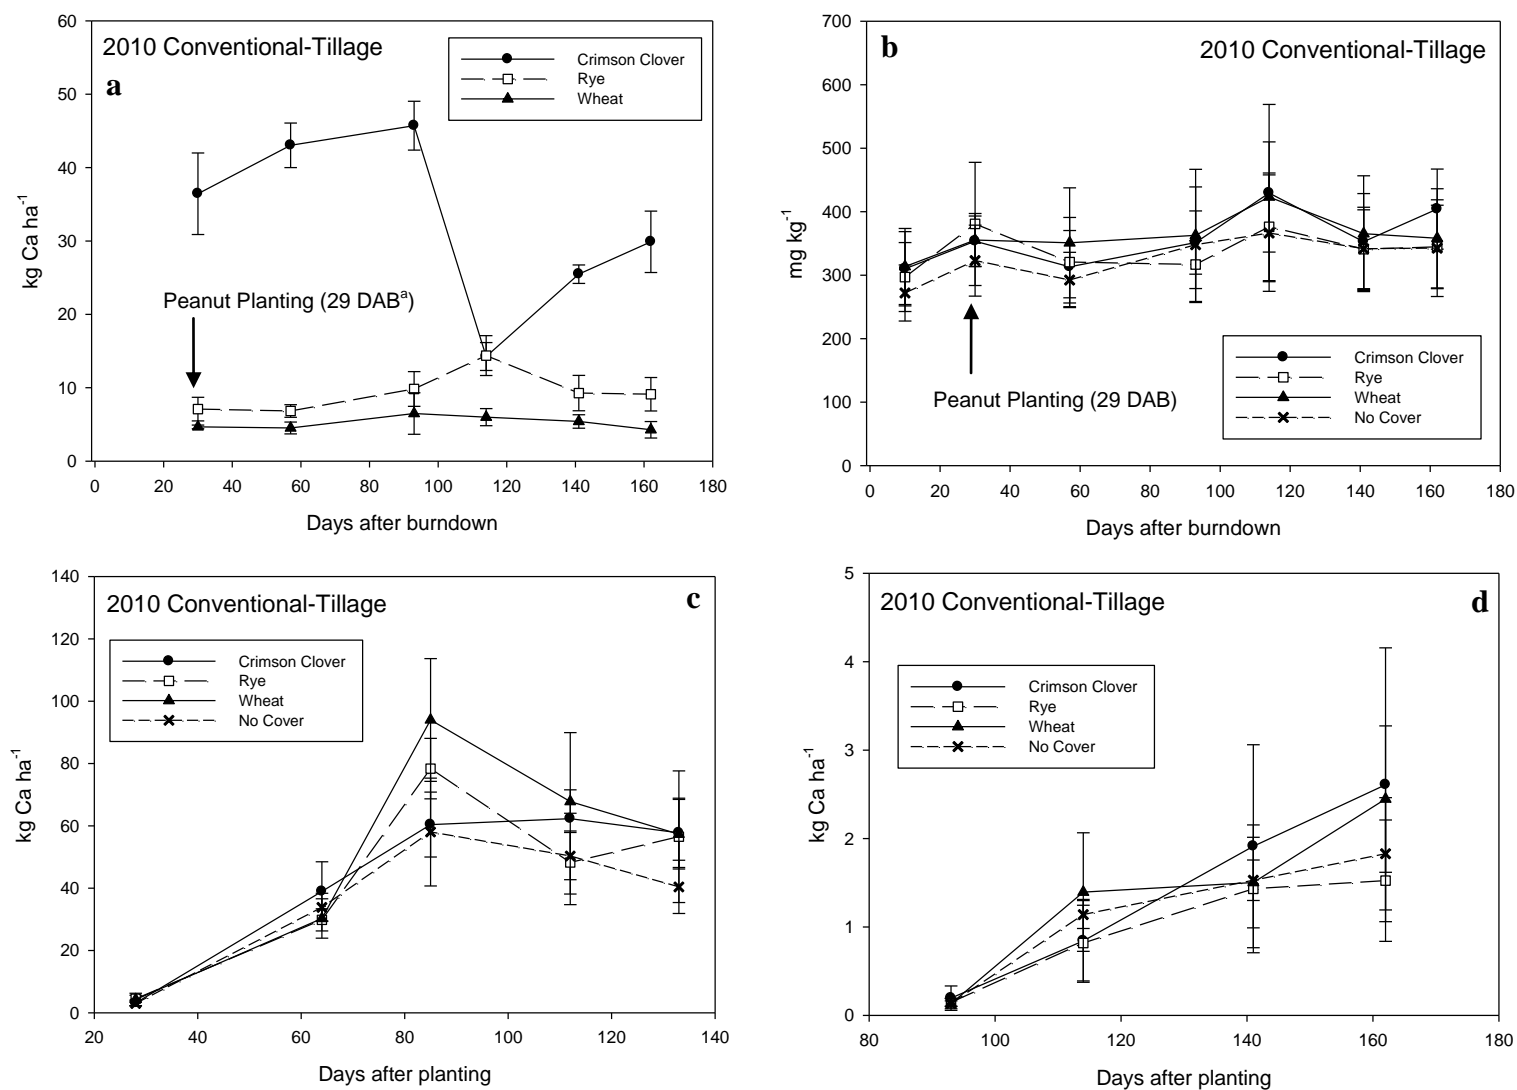 2010 Conventional-Tillage
a
Crimson Clover
Rye
Wheat
Peanut Planting (29 DABª)
kg Ca ha⁻¹
60
50
40
30
20
10
0
0 20 40 60 80 100 120 140 160 180
Days after burndown
b
2010 Conventional-Tillage
mg kg⁻¹
700
600
500
400
300
200
100
0
Peanut Planting (29 DAB)
Crimson Clover
Rye
Wheat
No Cover
0 20 40 60 80 100 120 140 160 180
Days after burndown
2010 Conventional-Tillage
c
Crimson Clover
Rye
Wheat
No Cover
kg Ca ha⁻¹
140
120
100
80
60
40
20
0
20 40 60 80 100 120 140
Days after planting
2010 Conventional-Tillage
d
Crimson Clover
Rye
Wheat
No Cover
kg Ca ha⁻¹
5
4
3
2
1
0
80 100 120 140 160 180
Days after planting